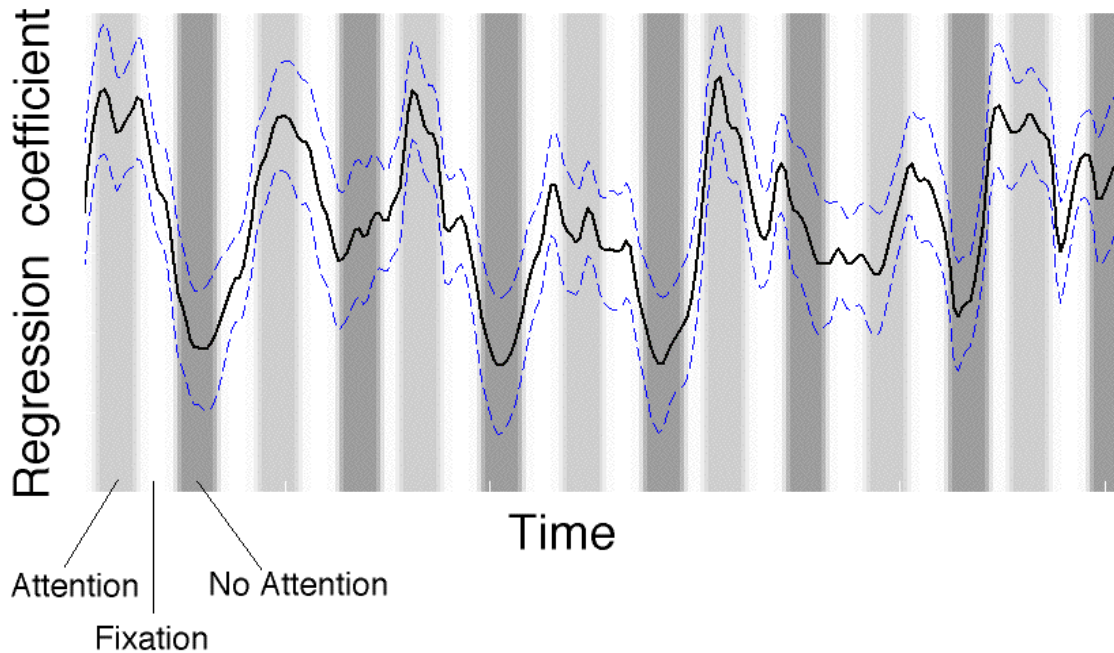 Regression coefficient
Time
Attention
No Attention
Fixation